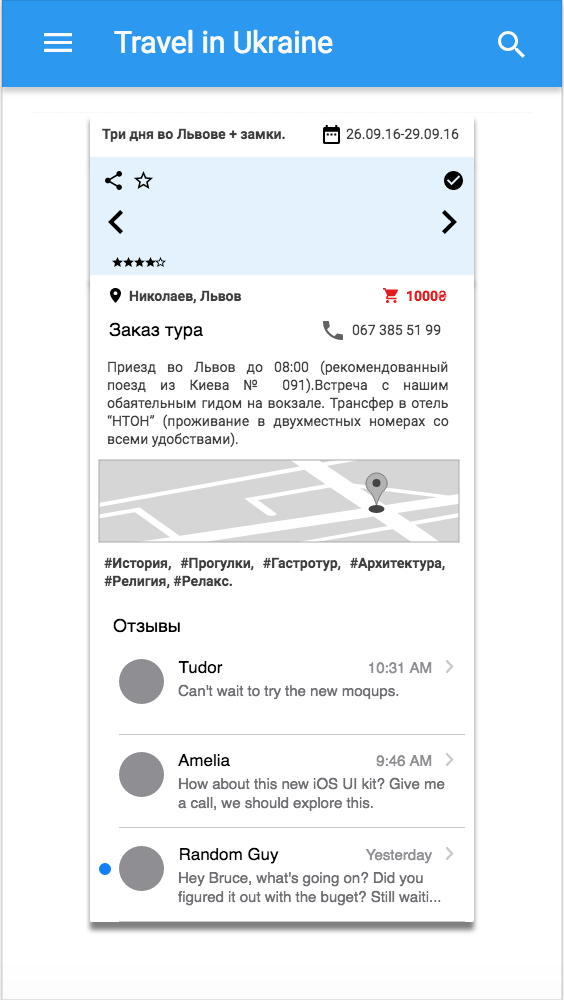 Travel in Ukraine
Три дня во Львове + замки.
26.09.16-29.09.16
Николаев, Львов
1000₴
Заказ тура
067 385 51 99
Приезд во Львов до 08:00 (рекомендованный
поезд из Киева № 091).Встреча с нашим
обаятельным гидом на вокзале. Трансфер в отель
“НТОН” (проживание в двухместных номерах со
всеми удобствами).
#История, #Прогулки, #Гастротур, #Архитектура,
#Религия, #Релакс.
Отзывы
Tudor
10:31 AM
Can't wait to try the new moqups.
Amelia
9:46 AM
How about this new iOS UI kit? Give me
a call, we should explore this.
Random Guy
Yesterday
Hey Bruce, what's going on? Did you
figured it out with the buget? Still waiti...